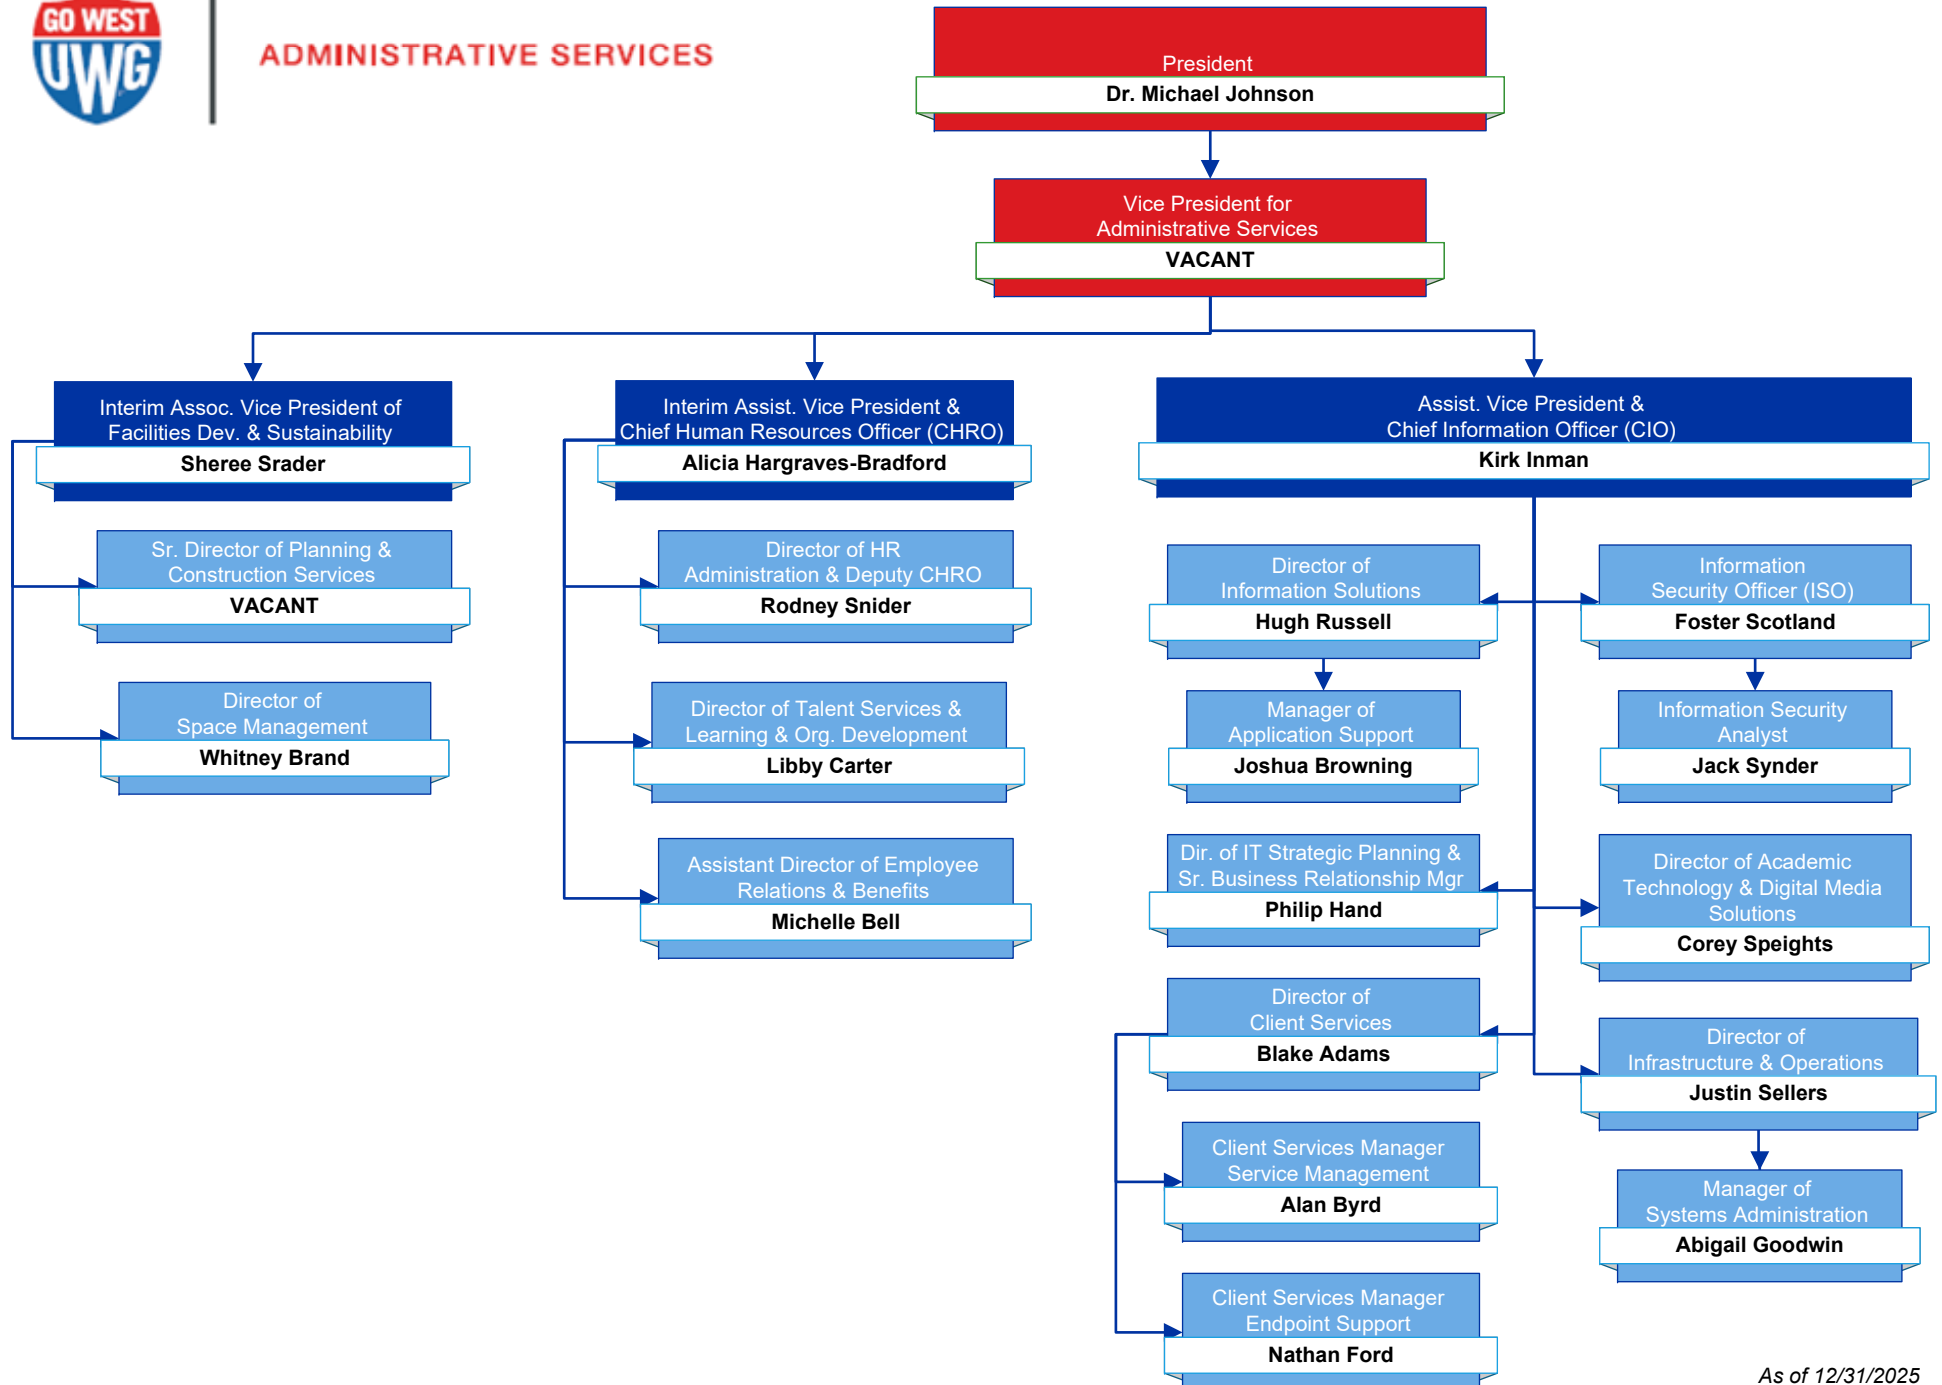 GO WEST
UWG
ADMINISTRATIVE SERVICES
President
Dr. Michael Johnson
Vice President for
Administrative Services
VACANT
Interim Assoc. Vice President of
Facilities Dev. & Sustainability
Sheree Srader
Sr. Director of Planning &
Construction Services
VACANT
Director of
Space Management
Whitney Brand
Interim Assist. Vice President &
Chief Human Resources Officer (CHRO)
Alicia Hargraves-Bradford
Director of HR
Administration & Deputy CHRO
Rodney Snider
Director of Talent Services &
Learning & Org. Development
Libby Carter
Assistant Director of Employee
Relations & Benefits
Michelle Bell
Assist. Vice President &
Chief Information Officer (CIO)
Kirk Inman
Director of
Information Solutions
Hugh Russell
Manager of
Application Support
Joshua Browning
Dir. of IT Strategic Planning &
Sr. Business Relationship Mgr
Philip Hand
Director of
Client Services
Blake Adams
Client Services Manager
Service Management
Alan Byrd
Client Services Manager
Endpoint Support
Nathan Ford
Information
Security Officer (ISO)
Foster Scotland
Information Security
Analyst
Jack Synder
Director of Academic
Technology & Digital Media
Solutions
Corey Speights
Director of
Infrastructure & Operations
Justin Sellers
Manager of
Systems Administration
Abigail Goodwin
As of 12/31/2025